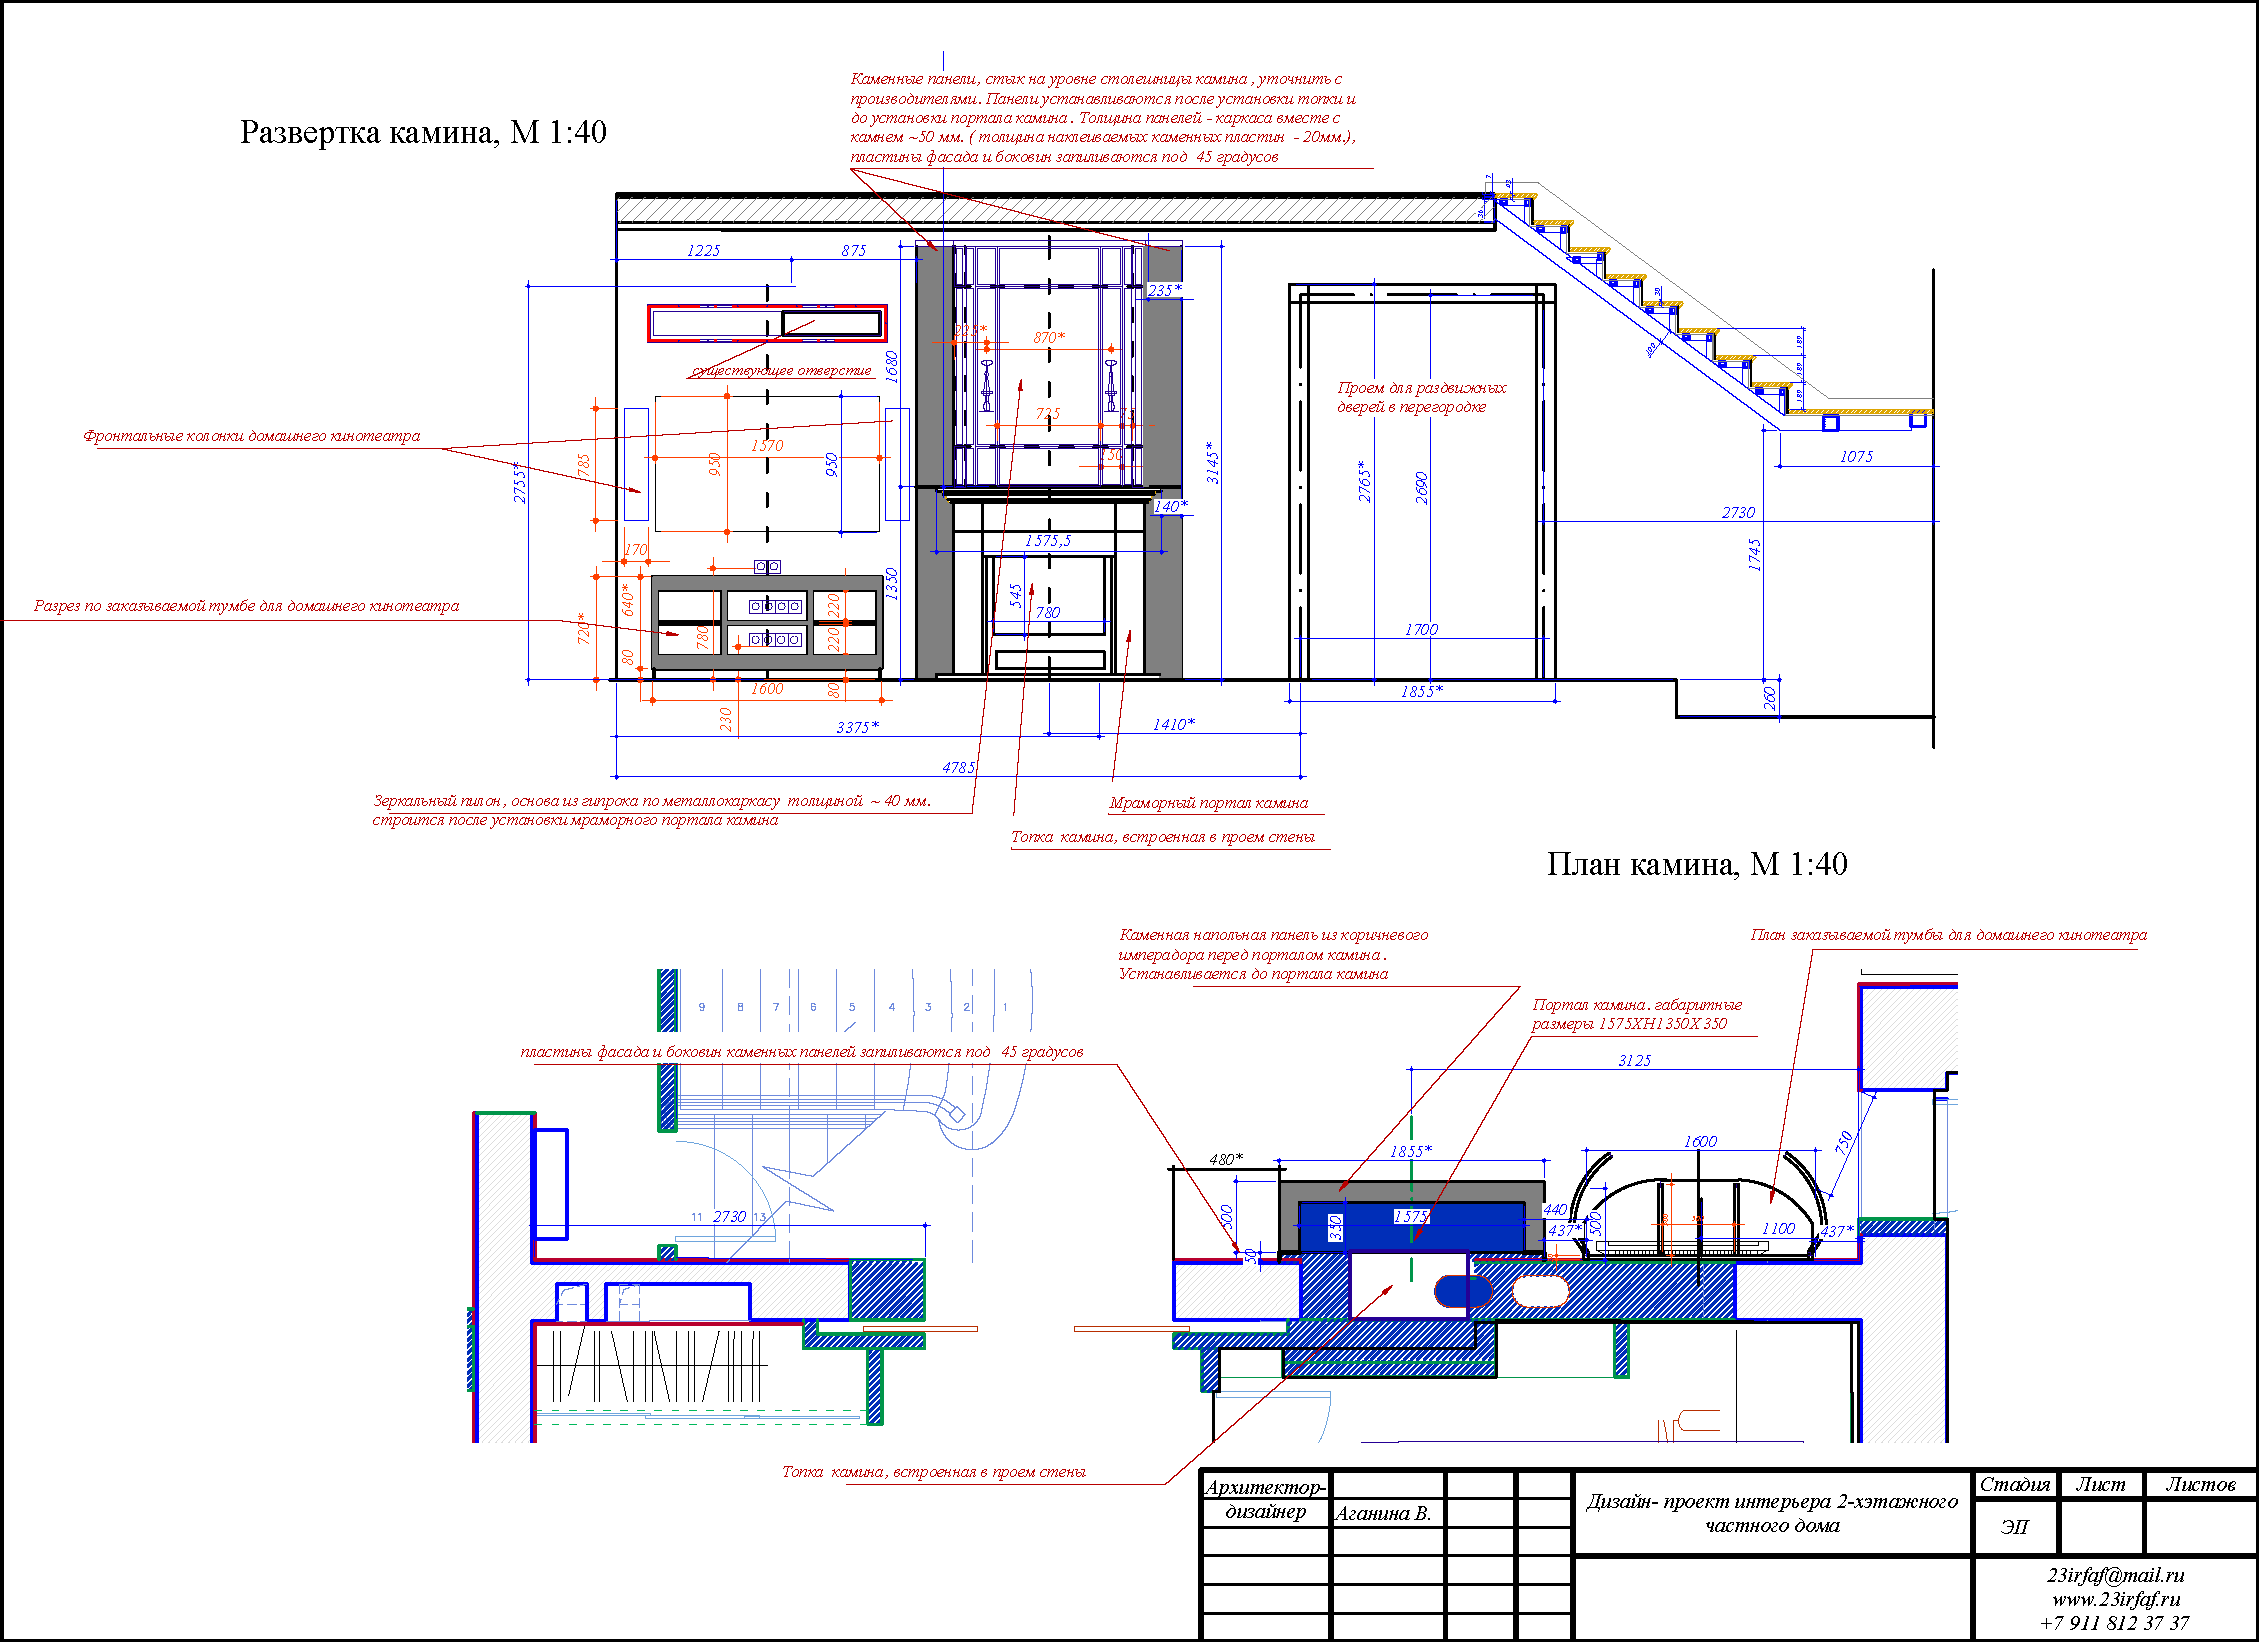 Развертка камина, М 1:40
Каменные панели, стык на уровне столешницы камина , уточнить с
производителями. Панели устанавливаются после установки топки и
до установки портала камина . Толщина панелей - каркаса вместе с
камнем ~50 мм. ( толщина наклеиваемых каменных пластин - 20мм.),
пластины фасада и боковин запиливаются под 45 градусов
1225
875
235*
225*
870*
существующее отверстие
1680
Проем для раздвижных
дверей в перегородке
Фронтальные колонки домашнего кинотеатра
785
2755*
1570
950
950
725
75
150
3145*
2765*
2690
189
189
189
1075
140*
2730
1575,5
170
1745
Разрез по заказываемой тумбе для домашнего кинотеатра
720*
640*
80
780
220
220
1350
545
780
1700
1600
80
230
1855*
260
3375*
1410*
4785
Зеркальный пилон , основа из гипрока по металлокаркасу толщиной ~ 40 мм.
строится после установки мраморного портала камина
Мраморный портал камина
Топка камина, встроенная в проем стены
План камина, М 1:40
Каменная напольная панель из коричневого
имперадора перед порталом камина .
Устанавливается до портала камина
План заказываемой тумбы для домашнего кинотеатра
Портал камина. габаритные
размеры 1575ХН1350Х350
9 8 7 6 5 4 3 2 1
пластины фасада и боковин каменных панелей запиливаются под 45 градусов
3125
480*
1855*
1600
750
11
2730
13
500
350
1575
440
437*
500
1100
437*
50
Топка камина, встроенная в проем стены
Архитектор-
дизайнер
Аганина В.
Дизайн- проект интерьера 2-хэтажного
частного дома
Стадия
Лист
Листов
ЭП
23irfaf@mail.ru
www.23irfaf.ru
+7 911 812 37 37